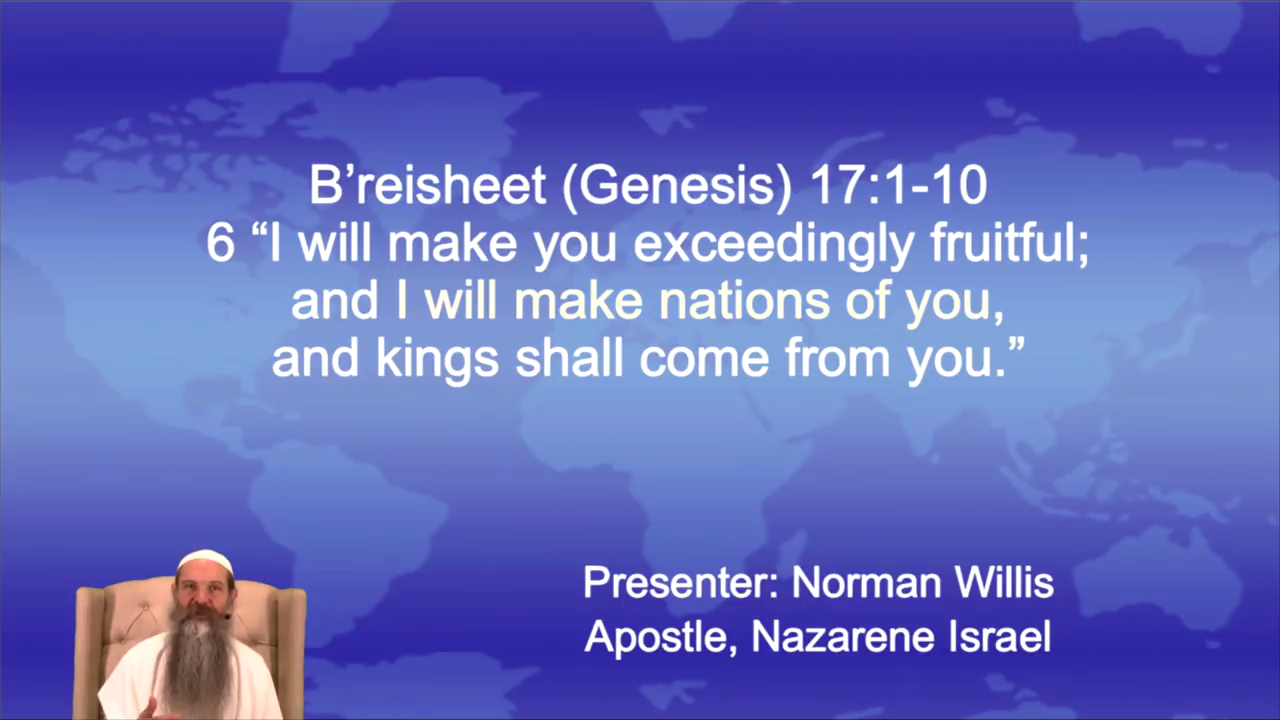 B’reisheet (Genesis) 17:1-10
6 “I will make you exceedingly fruitful;
and I will make nations of you,
and kings shall come from you.”
Presenter: Norman Willis
Apostle, Nazarene Israel